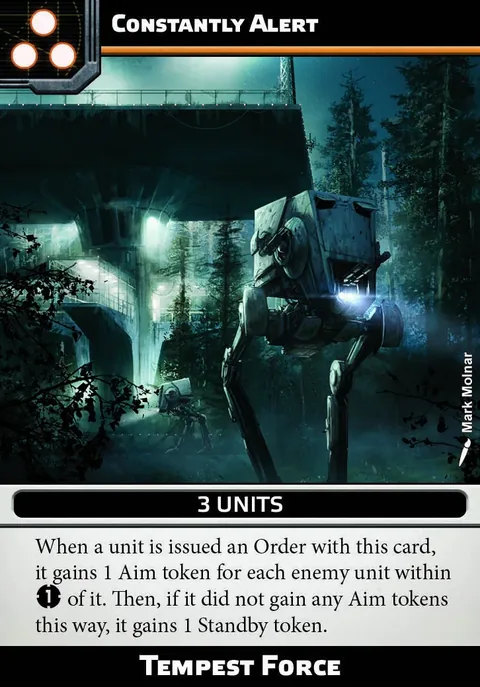 Constantly Alert
Mark Molnar
3 UNITS
When a unit is issued an Order with this card,
it gains 1 Aim token for each enemy unit within
1 of it. Then, if it did not gain any Aim tokens
this way, it gains 1 Standby token.
Tempest Force